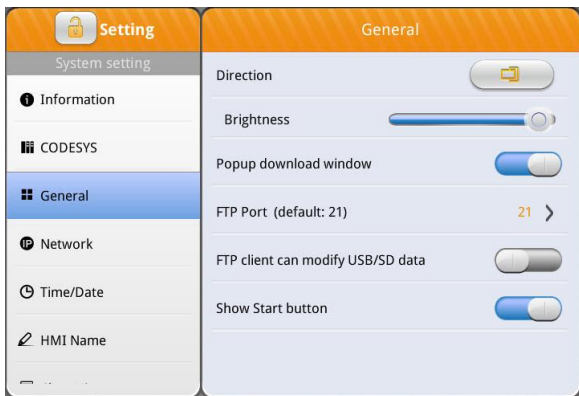 Setting
System setting
Information
CODESYS
General
Network
Time/Date
HMI Name
General
Direction
Brightness
Popup download window
FTP Port (default: 21) 21
FTP client can modify USB/SD data
Show Start button